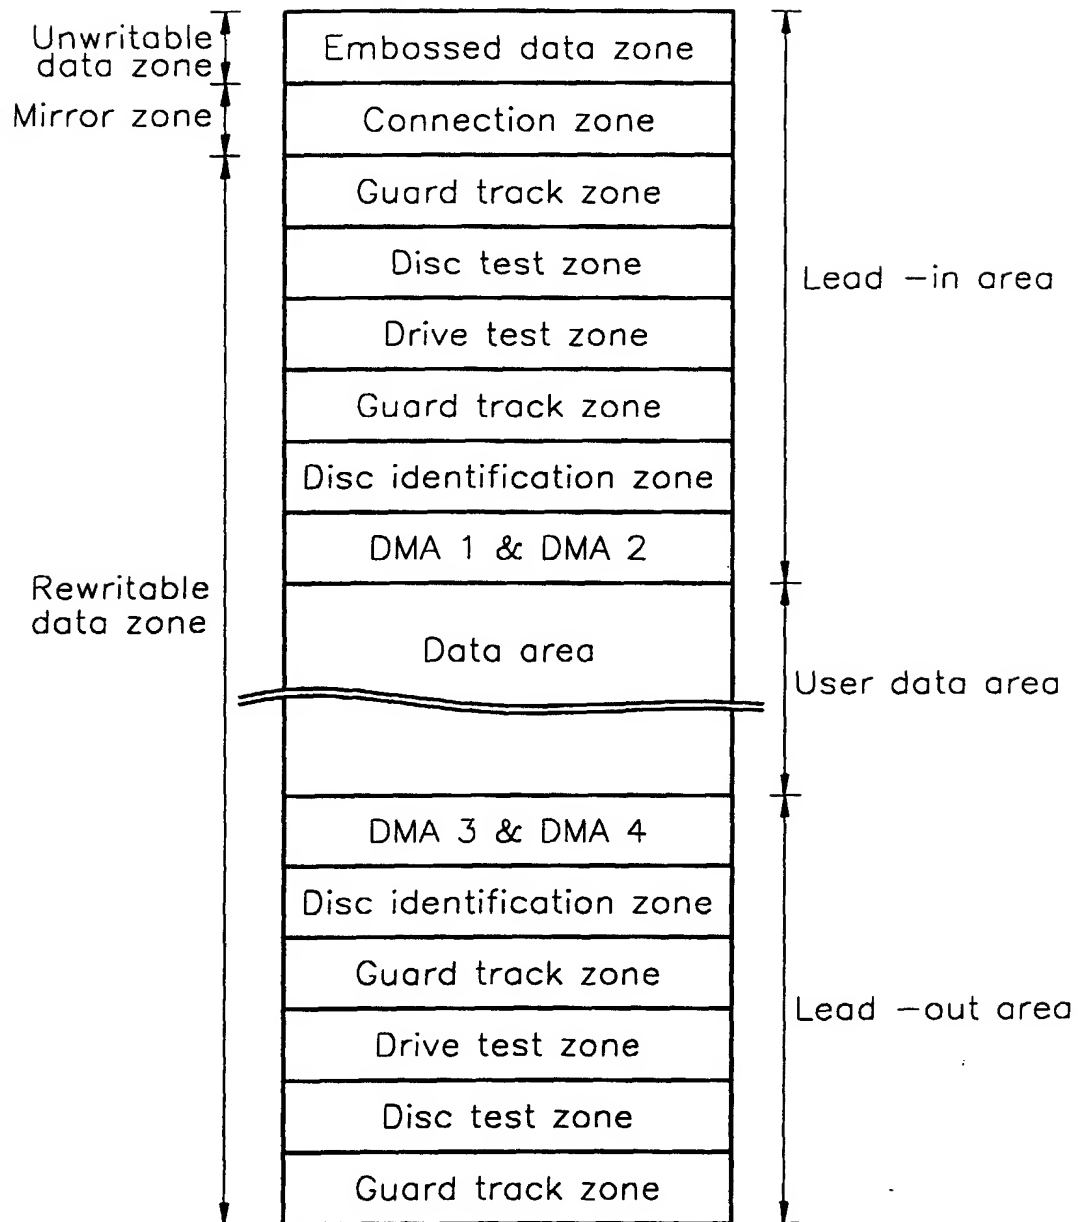 Unwritable
data zone
Mirror zone
Rewritable
data zone
Embossed data zone
Connection zone
Guard track zone
Disc test zone
Drive test zone
Guard track zone
Disc identification zone
DMA 1 & DMA 2
Data area
DMA 3 & DMA 4
Disc identification zone
Guard track zone
Drive test zone
Disc test zone
Guard track zone
Lead -in area
User data area
Lead -out area